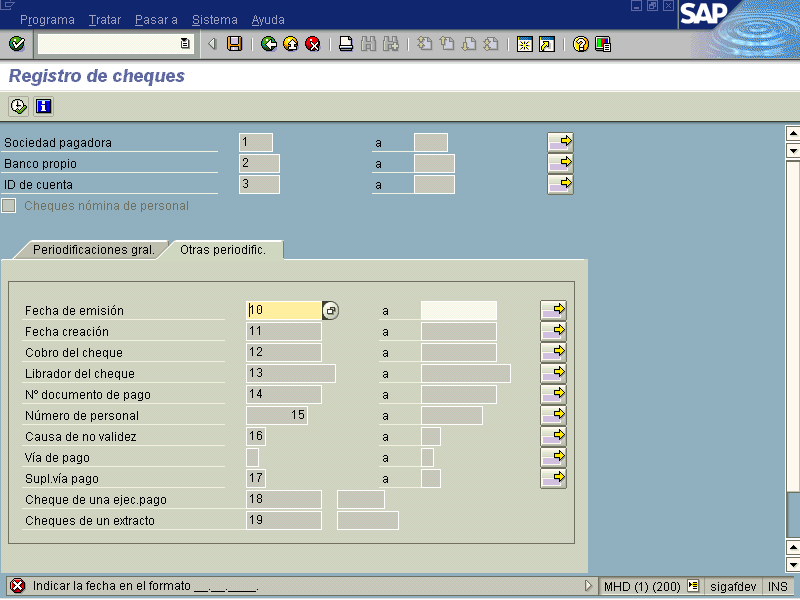 Programa Tratar Pasar a Sistema Ayuda
SAP
Registro de cheques
Sociedad pagadora 1 a
Banco propio 2 a
ID de cuenta 3 a
Cheques nómina de personal
Periodificaciones gral. Otras periodific.
Fecha de emisión 10 a
Fecha creación 11 a
Cobro del cheque 12 a
Librador del cheque 13 a
Nº documento de pago 14 a
Número de personal 15 a
Causa de no validez 16 a
Vía de pago a
Supl.vía pago 17 a
Cheque de una ejec.pago 18
Cheques de un extracto 19
Indicar la fecha en el formato __.__.____. MHD (1) (200) sigafdev INS